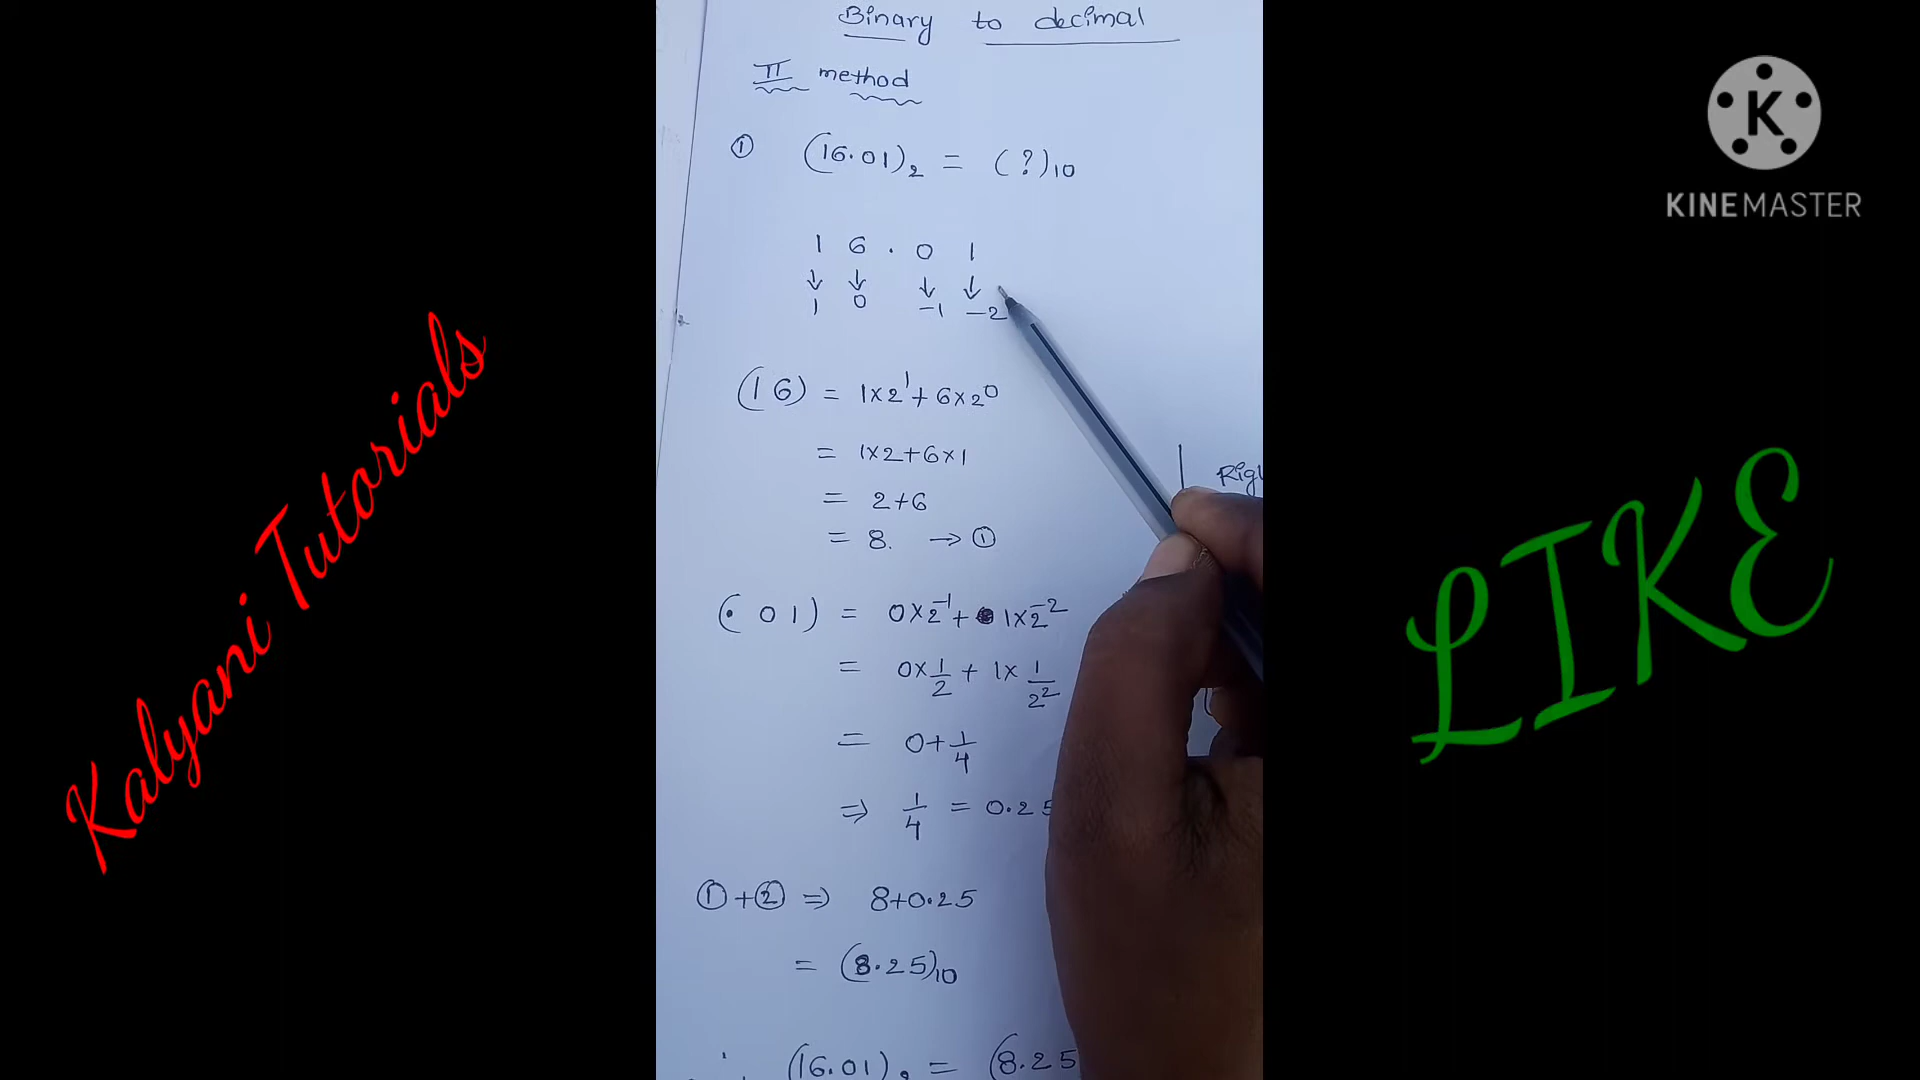 Binary to decimal
II method
① (16.01)₂ = (?)₁₀
1 6 . 0 1
↓ ↓ ↓ ↓
1 0 -1 -2
(16) = 1×2¹+6×2⁰
= 1×2+6×1
= 2+6
= 8. → ①
(. 01) = 0×2⁻¹+ 1×2⁻²
= 0×1/2 + 1× 1/2²
= 0+1/4
⇒ 1/4 = 0.25
①+② ⇒ 8+0.25
= (8.25)₁₀
(16.01)₂ = (8.25
Kalyani Tutorials
K
KINEMASTER
LIKE